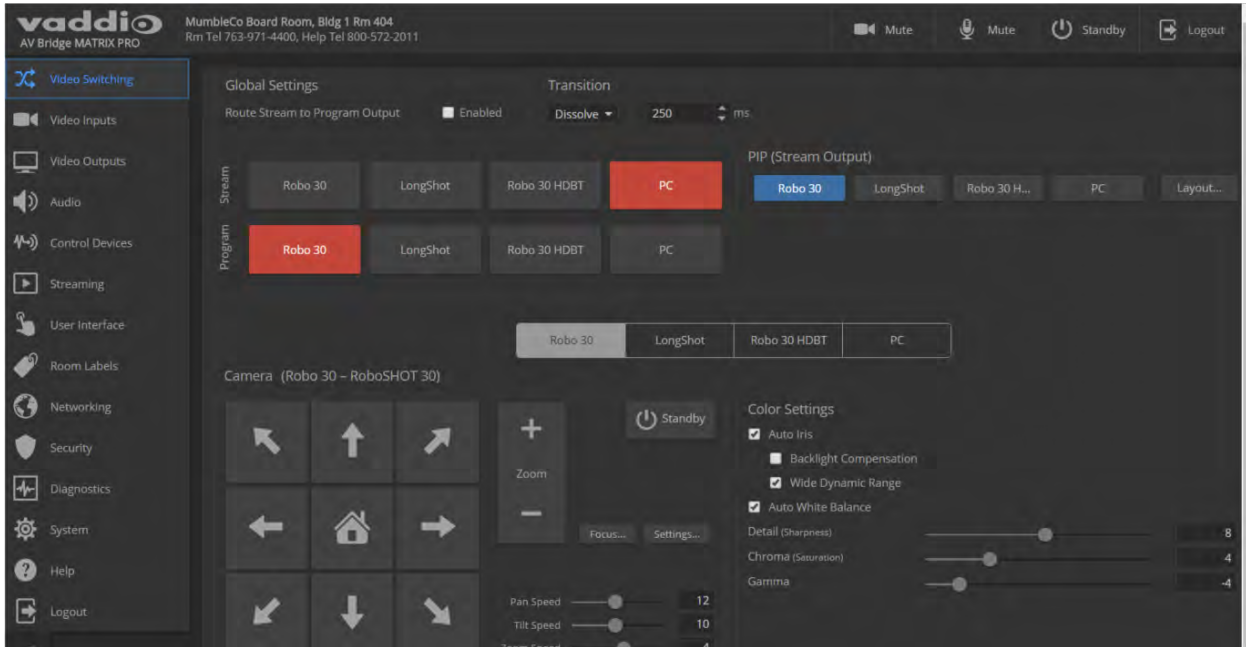 vaddio
AV Bridge MATRIX PRO
MumbleCo Board Room, Bldg 1 Rm 404
Rm Tel 763-971-4400, Help Tel 800-572-2011
Mute
Mute
Standby
Logout
Video Switching
Video Inputs
Video Outputs
Audio
Control Devices
Streaming
User Interface
Room Labels
Networking
Security
Diagnostics
System
Help
Logout
Global Settings
Transition
Route Stream to Program Output Enabled Dissolve 250 ms
Stream
Robo 30 LongShot Robo 30 HDBT PC
Program
Robo 30 LongShot Robo 30 HDBT PC
PIP (Stream Output)
Robo 30 LongShot Robo 30 H... PC Layout...
Robo 30 LongShot Robo 30 HDBT PC
Camera (Robo 30 – RoboSHOT 30)
+
Zoom
−
Standby
Focus... Settings...
Pan Speed 12
Tilt Speed 10
Zoom Speed 4
Color Settings
Auto Iris
Backlight Compensation
Wide Dynamic Range
Auto White Balance
Detail (Sharpness) 8
Chroma (Saturation) 4
Gamma -4